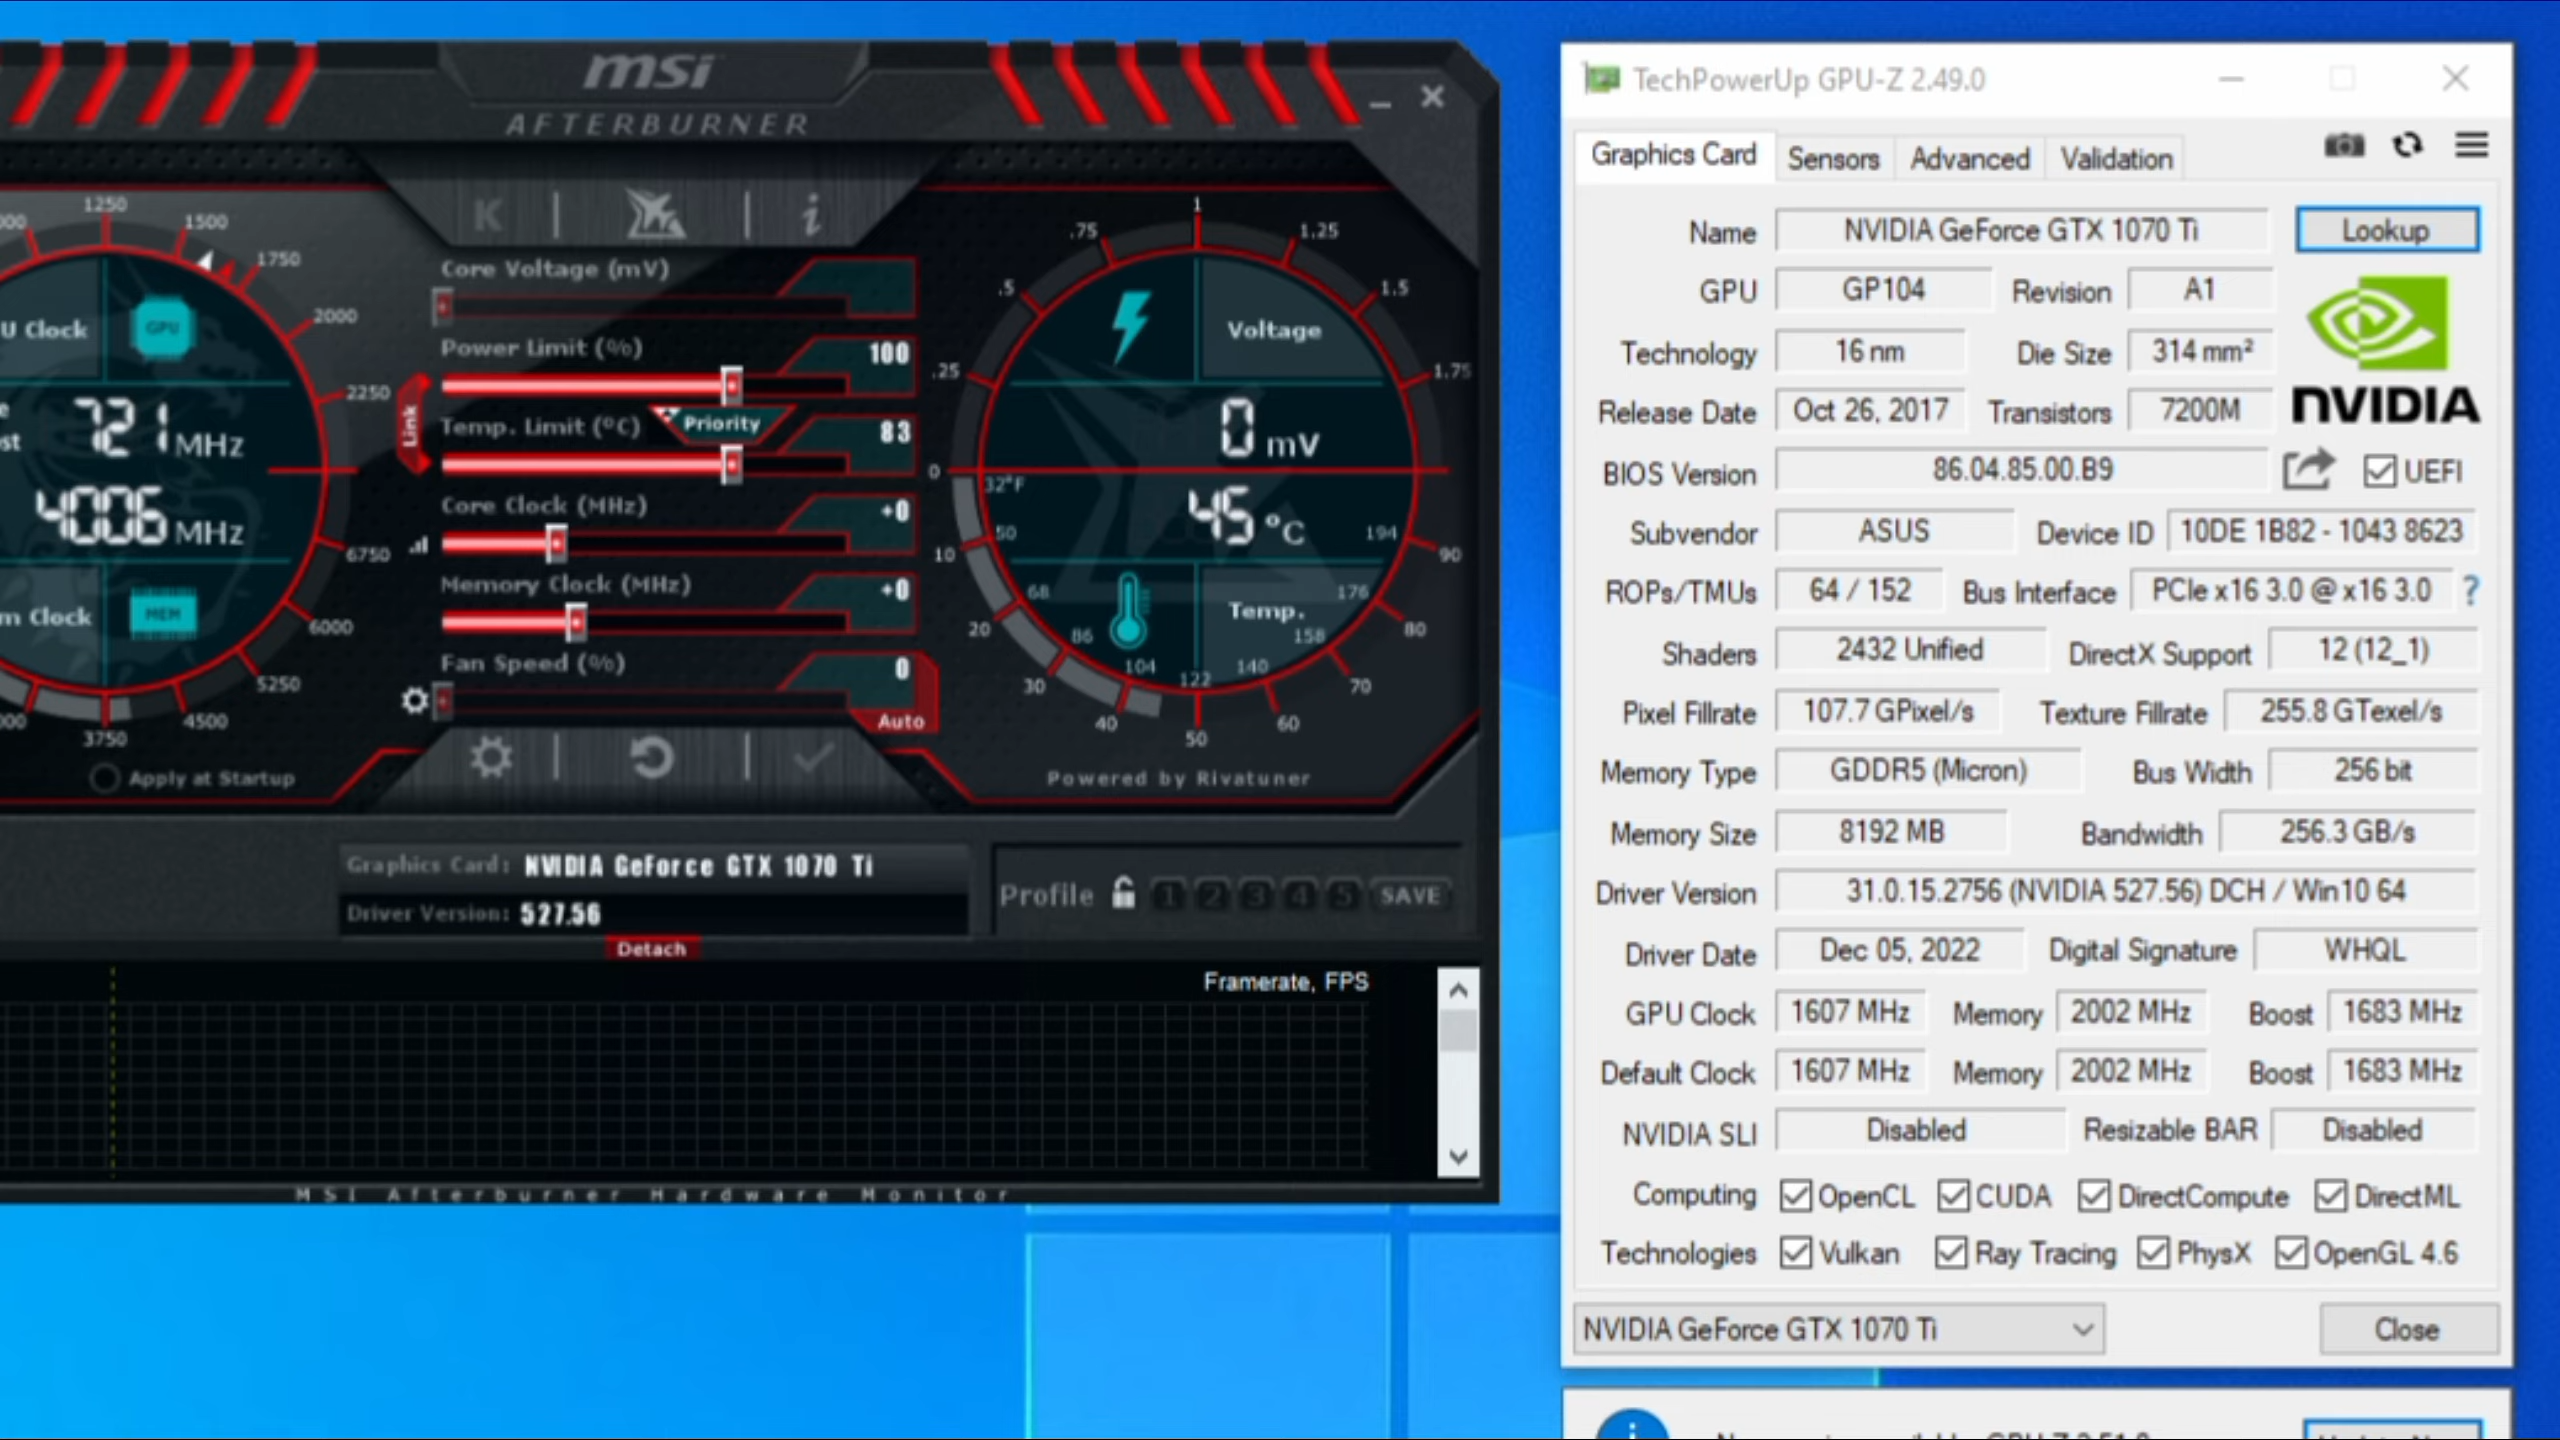 msi
AFTERBURNER
K
i
1250
1500
1750
2000
2250
U Clock
GPU
721 MHz
4006 MHz
m Clock
MEM
6750
6000
5250
4500
3750
Apply at Startup
Core Voltage (mV)
Power Limit (%)
100
Link
Temp. Limit (°C)
Priority
83
Core Clock (MHz)
+0
Memory Clock (MHz)
+0
Fan Speed (%)
0
Auto
1
.75
1.25
.5
1.5
.25
1.75
0
Voltage
0 mV
45 °C
Temp.
32°F
50
68
86
104
122
140
158
176
194
10
20
30
40
50
60
70
80
90
Powered by Rivatuner
Graphics Card: NVIDIA GeForce GTX 1070 Ti
Driver Version: 527.56
Profile 1 2 3 4 5 SAVE
Detach
Framerate, FPS
MSI Afterburner Hardware Monitor
TechPowerUp GPU-Z 2.49.0
Graphics Card Sensors Advanced Validation
Name NVIDIA GeForce GTX 1070 Ti Lookup
GPU GP104 Revision A1
Technology 16 nm Die Size 314 mm²
Release Date Oct 26, 2017 Transistors 7200M
NVIDIA
BIOS Version 86.04.85.00.B9 UEFI
Subvendor ASUS Device ID 10DE 1B82 - 1043 8623
ROPs/TMUs 64 / 152 Bus Interface PCIe x16 3.0 @ x16 3.0 ?
Shaders 2432 Unified DirectX Support 12 (12_1)
Pixel Fillrate 107.7 GPixel/s Texture Fillrate 255.8 GTexel/s
Memory Type GDDR5 (Micron) Bus Width 256 bit
Memory Size 8192 MB Bandwidth 256.3 GB/s
Driver Version 31.0.15.2756 (NVIDIA 527.56) DCH / Win10 64
Driver Date Dec 05, 2022 Digital Signature WHQL
GPU Clock 1607 MHz Memory 2002 MHz Boost 1683 MHz
Default Clock 1607 MHz Memory 2002 MHz Boost 1683 MHz
NVIDIA SLI Disabled Resizable BAR Disabled
Computing OpenCL CUDA DirectCompute DirectML
Technologies Vulkan Ray Tracing PhysX OpenGL 4.6
NVIDIA GeForce GTX 1070 Ti Close